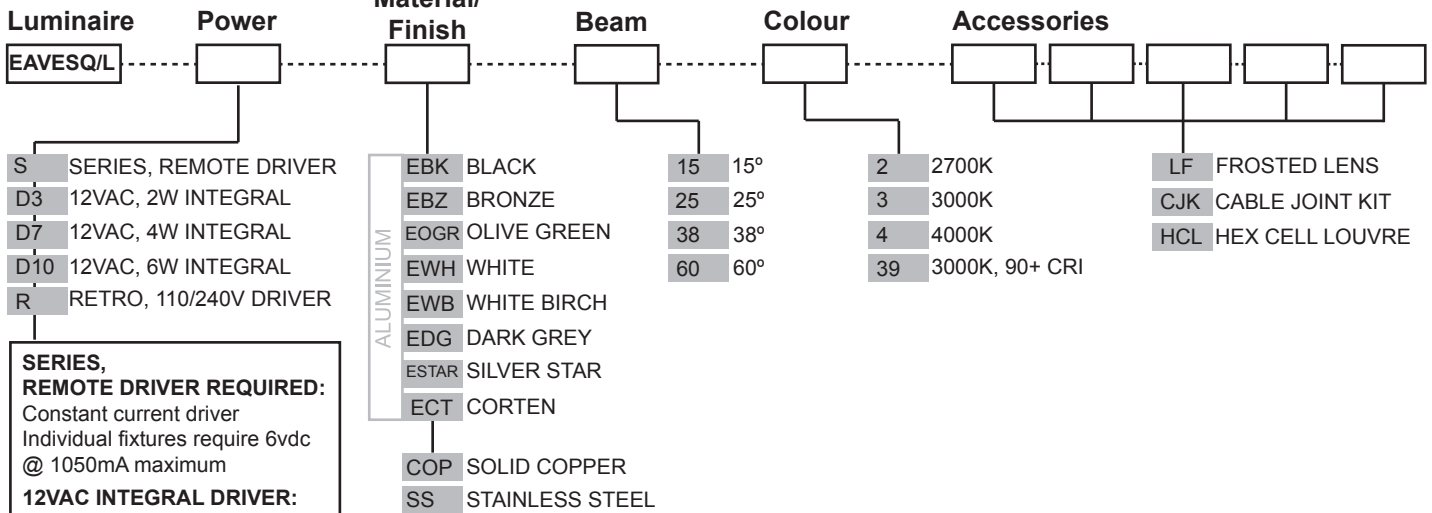 Material/
Luminaire Power Finish Beam Colour Accessories
EAVESQ/L
S SERIES, REMOTE DRIVER
D3 12VAC, 2W INTEGRAL
D7 12VAC, 4W INTEGRAL
D10 12VAC, 6W INTEGRAL
R RETRO, 110/240V DRIVER
SERIES,
REMOTE DRIVER REQUIRED:
Constant current driver
Individual fixtures require 6vdc
@ 1050mA maximum
12VAC INTEGRAL DRIVER:
ALUMINIUM
EBK BLACK
EBZ BRONZE
EOGR OLIVE GREEN
EWH WHITE
EWB WHITE BIRCH
EDG DARK GREY
ESTAR SILVER STAR
ECT CORTEN
COP SOLID COPPER
SS STAINLESS STEEL
15 15º
25 25º
38 38º
60 60º
2 2700K
3 3000K
4 4000K
39 3000K, 90+ CRI
LF FROSTED LENS
CJK CABLE JOINT KIT
HCL HEX CELL LOUVRE